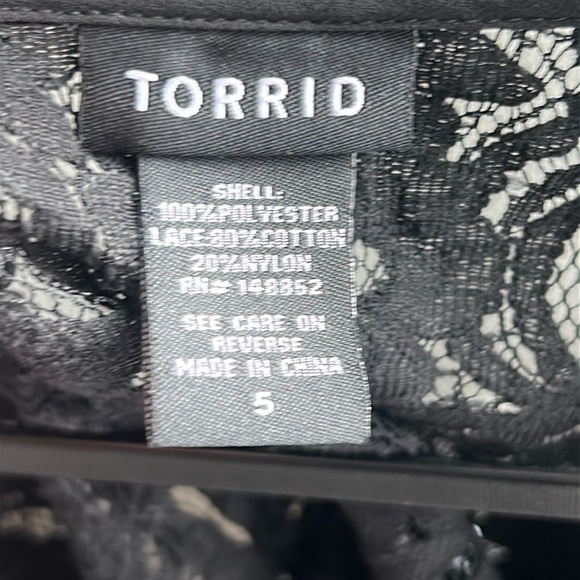 TORRID
SHELL:
100%POLYESTER
LACE:80%COTTON
20%NYLON
RN# 148852
SEE CARE ON
REVERSE
MADE IN CHINA
5